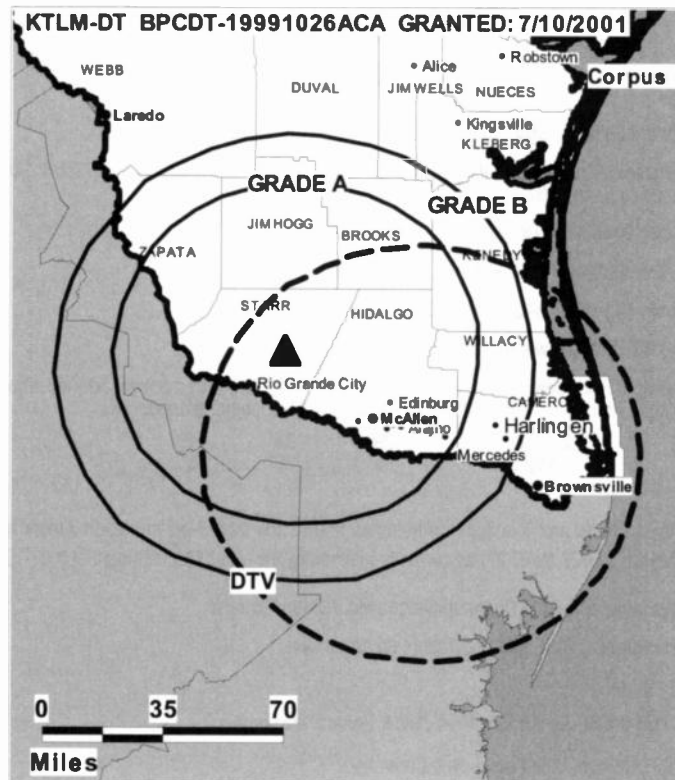 KTLM-DT BPCDT-19991026ACA GRANTED: 7/10/2001
Robstown
Alice
WEBB
Corpus
DUVAL
JIM WELLS
NUECES
Laredo
Kingsville
KLEBERG
GRADE A
GRADE B
JIM HOGG
BROOKS
ZAPATA
KENEDY
STARR
HIDALGO
WILLACY
Rio Grande City
Edinburg
CAMERO
McAllen
Harlingen
Mercedes
Brownsville
DTV
0 35 70
Miles